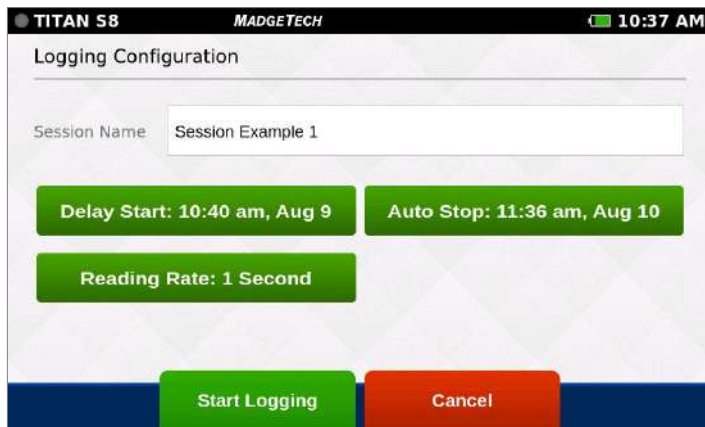 TITAN S8 MADGETECH 10:37 AM
Logging Configuration
Session Name Session Example 1
Delay Start: 10:40 am, Aug 9 Auto Stop: 11:36 am, Aug 10
Reading Rate: 1 Second
Start Logging Cancel